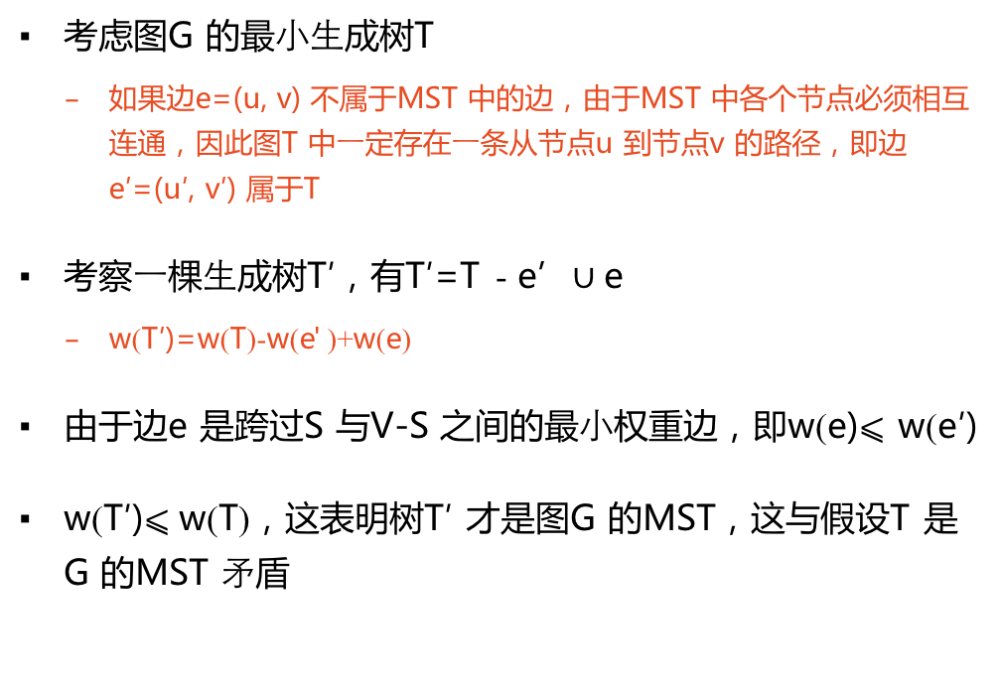 ▪ 考虑图G 的最小生成树T
– 如果边e=(u, v) 不属于MST 中的边，由于MST 中各个节点必须相互
连通，因此图T 中一定存在一条从节点u 到节点v 的路径，即边
e′=(u′, v′) 属于T
▪ 考察一棵生成树T′，有T′=T - e′ ∪ e
– w(T′)=w(T)-w(e' )+w(e)
▪ 由于边e 是跨过S 与V-S 之间的最小权重边，即w(e)⩽ w(e′)
▪ w(T′)⩽ w(T)，这表明树T′ 才是图G 的MST，这与假设T 是
G 的MST 矛盾